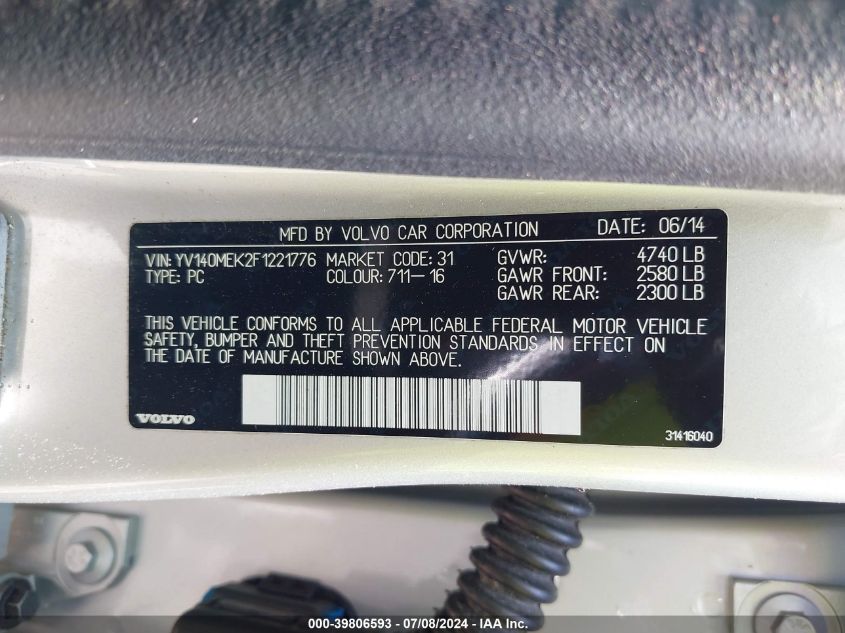 MFD BY VOLVO CAR CORPORATION DATE: 06/14
VIN: YV140MEK2F1221776 MARKET CODE: 31 GVWR: 4740 LB
TYPE: PC COLOUR: 711-16 GAWR FRONT: 2580 LB
GAWR REAR: 2300 LB
THIS VEHICLE CONFORMS TO ALL APPLICABLE FEDERAL MOTOR VEHICLE
SAFETY, BUMPER AND THEFT PREVENTION STANDARDS IN EFFECT ON
THE DATE OF MANUFACTURE SHOWN ABOVE.
VOLVO
31416040
000-39806593 - 07/08/2024 - IAA Inc.